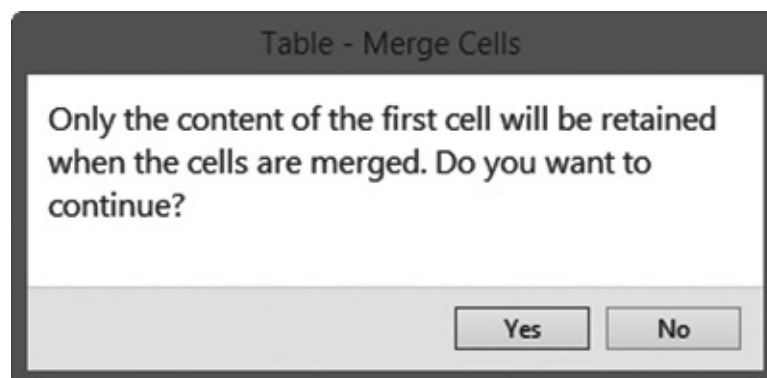 Table - Merge Cells
Only the content of the first cell will be retained
when the cells are merged. Do you want to
continue?
Yes
No